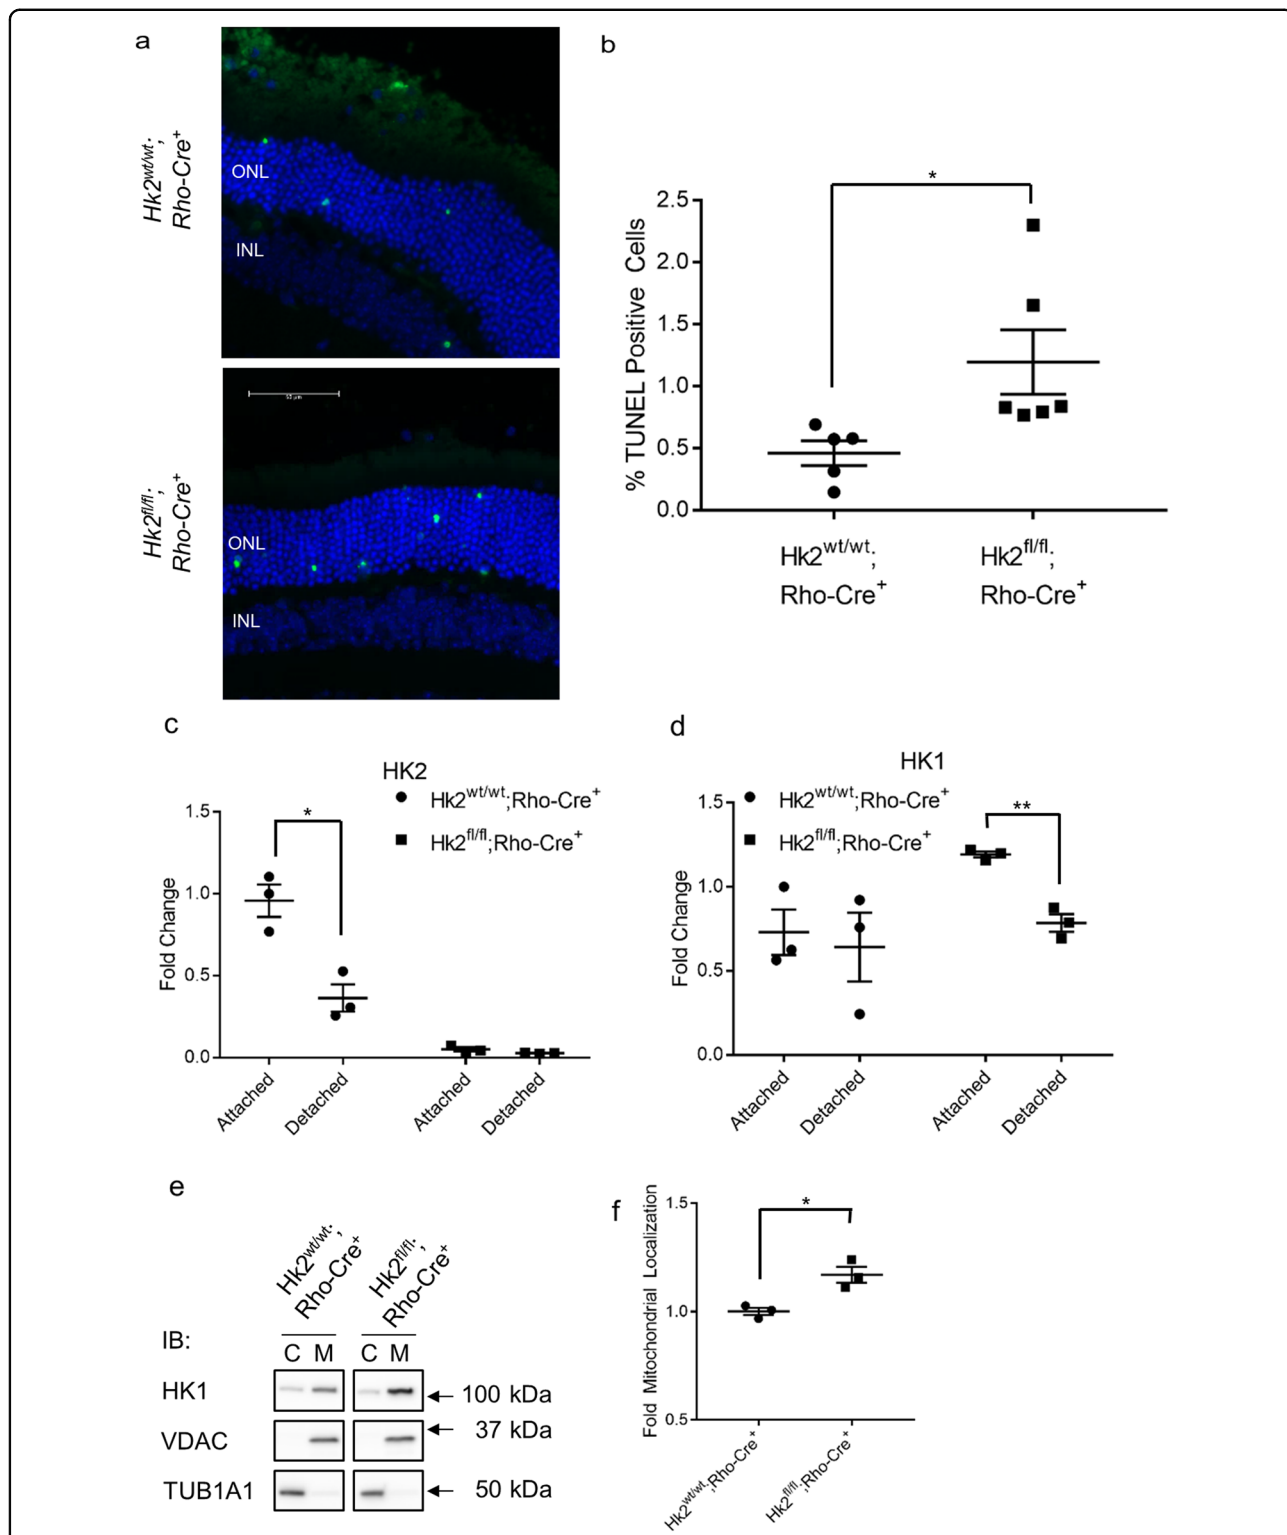 a
Hk2wt/wt;
Rho-Cre+
ONL
INL
Hk2fl/fl;
Rho-Cre+
50 µm
ONL
INL
b
*
% TUNEL Positive Cells
2.5
2.0
1.5
1.0
0.5
0.0
Hk2wt/wt;
Rho-Cre+
Hk2fl/fl;
Rho-Cre+
c
HK2
Hk2wt/wt;Rho-Cre+
Hk2fl/fl;Rho-Cre+
*
Fold Change
1.5
1.0
0.5
0.0
Attached
Detached
Attached
Detached
d
HK1
Hk2wt/wt;Rho-Cre+
Hk2fl/fl;Rho-Cre+
**
Fold Change
1.5
1.0
0.5
0.0
Attached
Detached
Attached
Detached
e
Hk2wt/wt;
Rho-Cre+
Hk2fl/fl;
Rho-Cre+
IB:
C M C M
HK1 100 kDa
VDAC 37 kDa
TUB1A1 50 kDa
f
*
Fold Mitochondrial Localization
1.5
1.0
0.5
Hk2wt/wt;Rho-Cre+
Hk2fl/fl;Rho-Cre+